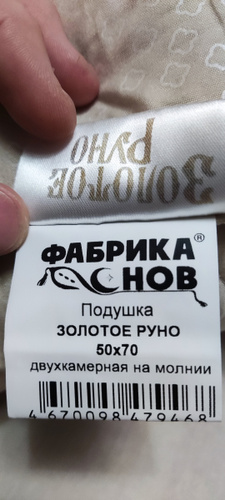 ЗОЛОТОЕ
РУНО
ФАБРИКА®
СНОВ
Подушка
ЗОЛОТОЕ РУНО
50х70
двухкамерная на молнии
4 670098 479468